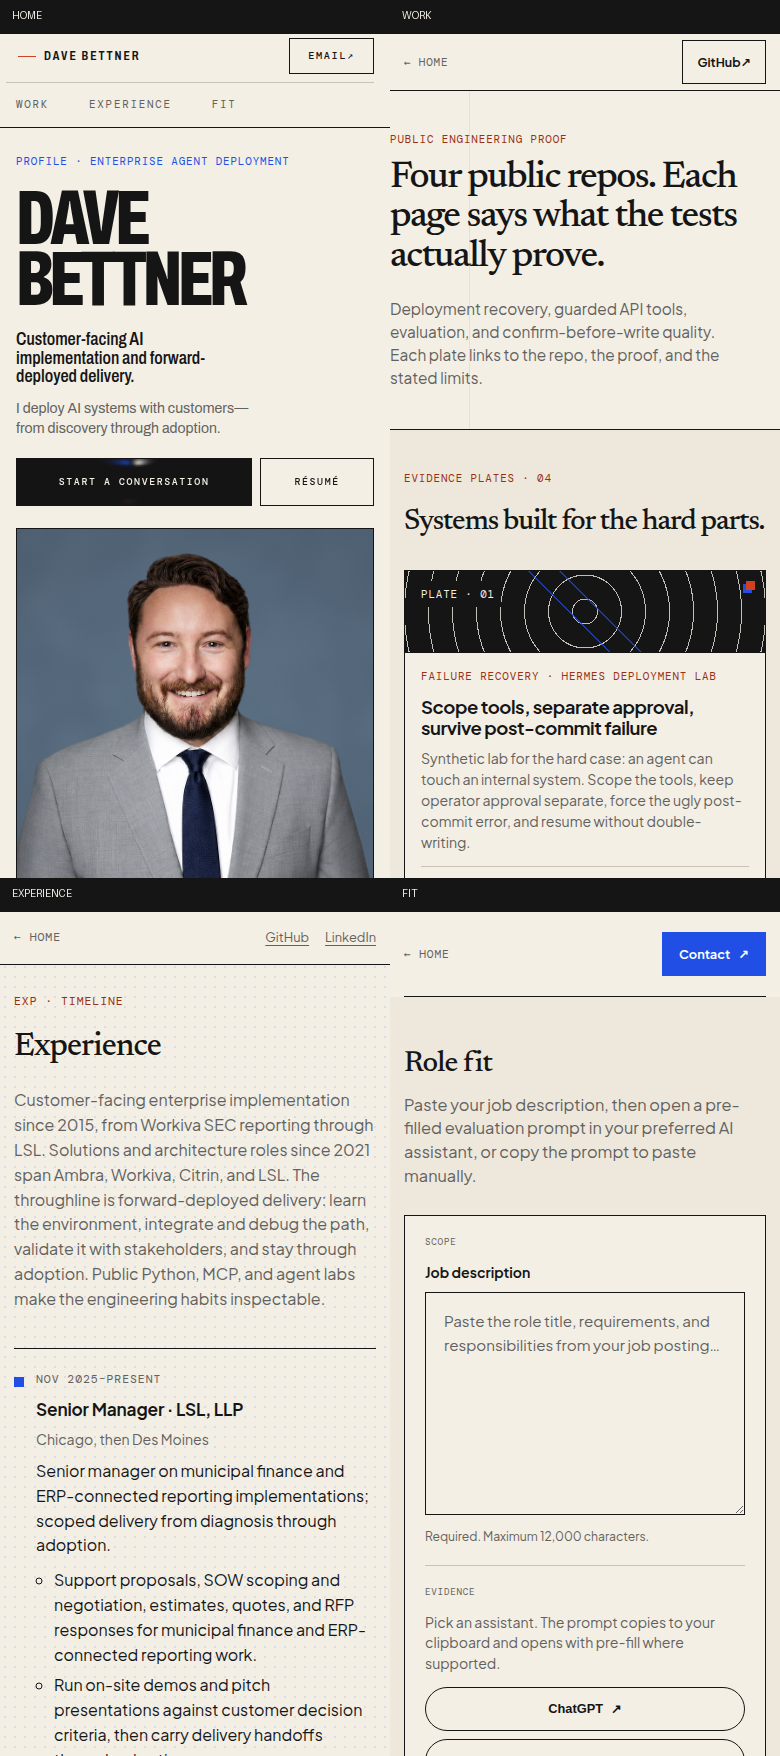 HOME
— DAVE BETTNER
EMAIL↗
WORK EXPERIENCE FIT
PROFILE · ENTERPRISE AGENT DEPLOYMENT
DAVE
BETTNER
Customer-facing AI
implementation and forward-
deployed delivery.
I deploy AI systems with customers—
from discovery through adoption.
START A CONVERSATION
RÉSUMÉ
WORK
← HOME
GitHub↗
PUBLIC ENGINEERING PROOF
Four public repos. Each
page says what the tests
actually prove.
Deployment recovery, guarded API tools,
evaluation, and confirm-before-write quality.
Each plate links to the repo, the proof, and the
stated limits.
EVIDENCE PLATES · 04
Systems built for the hard parts.
PLATE · 01
FAILURE RECOVERY · HERMES DEPLOYMENT LAB
Scope tools, separate approval,
survive post-commit failure
Synthetic lab for the hard case: an agent can
touch an internal system. Scope the tools, keep
operator approval separate, force the ugly post-
commit error, and resume without double-
writing.
EXPERIENCE
← HOME
GitHub LinkedIn
EXP · TIMELINE
Experience
Customer-facing enterprise implementation
since 2015, from Workiva SEC reporting through
LSL. Solutions and architecture roles since 2021
span Ambra, Workiva, Citrin, and LSL. The
throughline is forward-deployed delivery: learn
the environment, integrate and debug the path,
validate it with stakeholders, and stay through
adoption. Public Python, MCP, and agent labs
make the engineering habits inspectable.
NOV 2025–PRESENT
Senior Manager · LSL, LLP
Chicago, then Des Moines
Senior manager on municipal finance and
ERP-connected reporting implementations;
scoped delivery from diagnosis through
adoption.
Support proposals, SOW scoping and
negotiation, estimates, quotes, and RFP
responses for municipal finance and ERP-
connected reporting work.
Run on-site demos and pitch
presentations against customer decision
criteria, then carry delivery handoffs
FIT
← HOME
Contact ↗
Role fit
Paste your job description, then open a pre-
filled evaluation prompt in your preferred AI
assistant, or copy the prompt to paste
manually.
SCOPE
Job description
Paste the role title, requirements, and
responsibilities from your job posting…
Required. Maximum 12,000 characters.
EVIDENCE
Pick an assistant. The prompt copies to your
clipboard and opens with pre-fill where
supported.
ChatGPT ↗